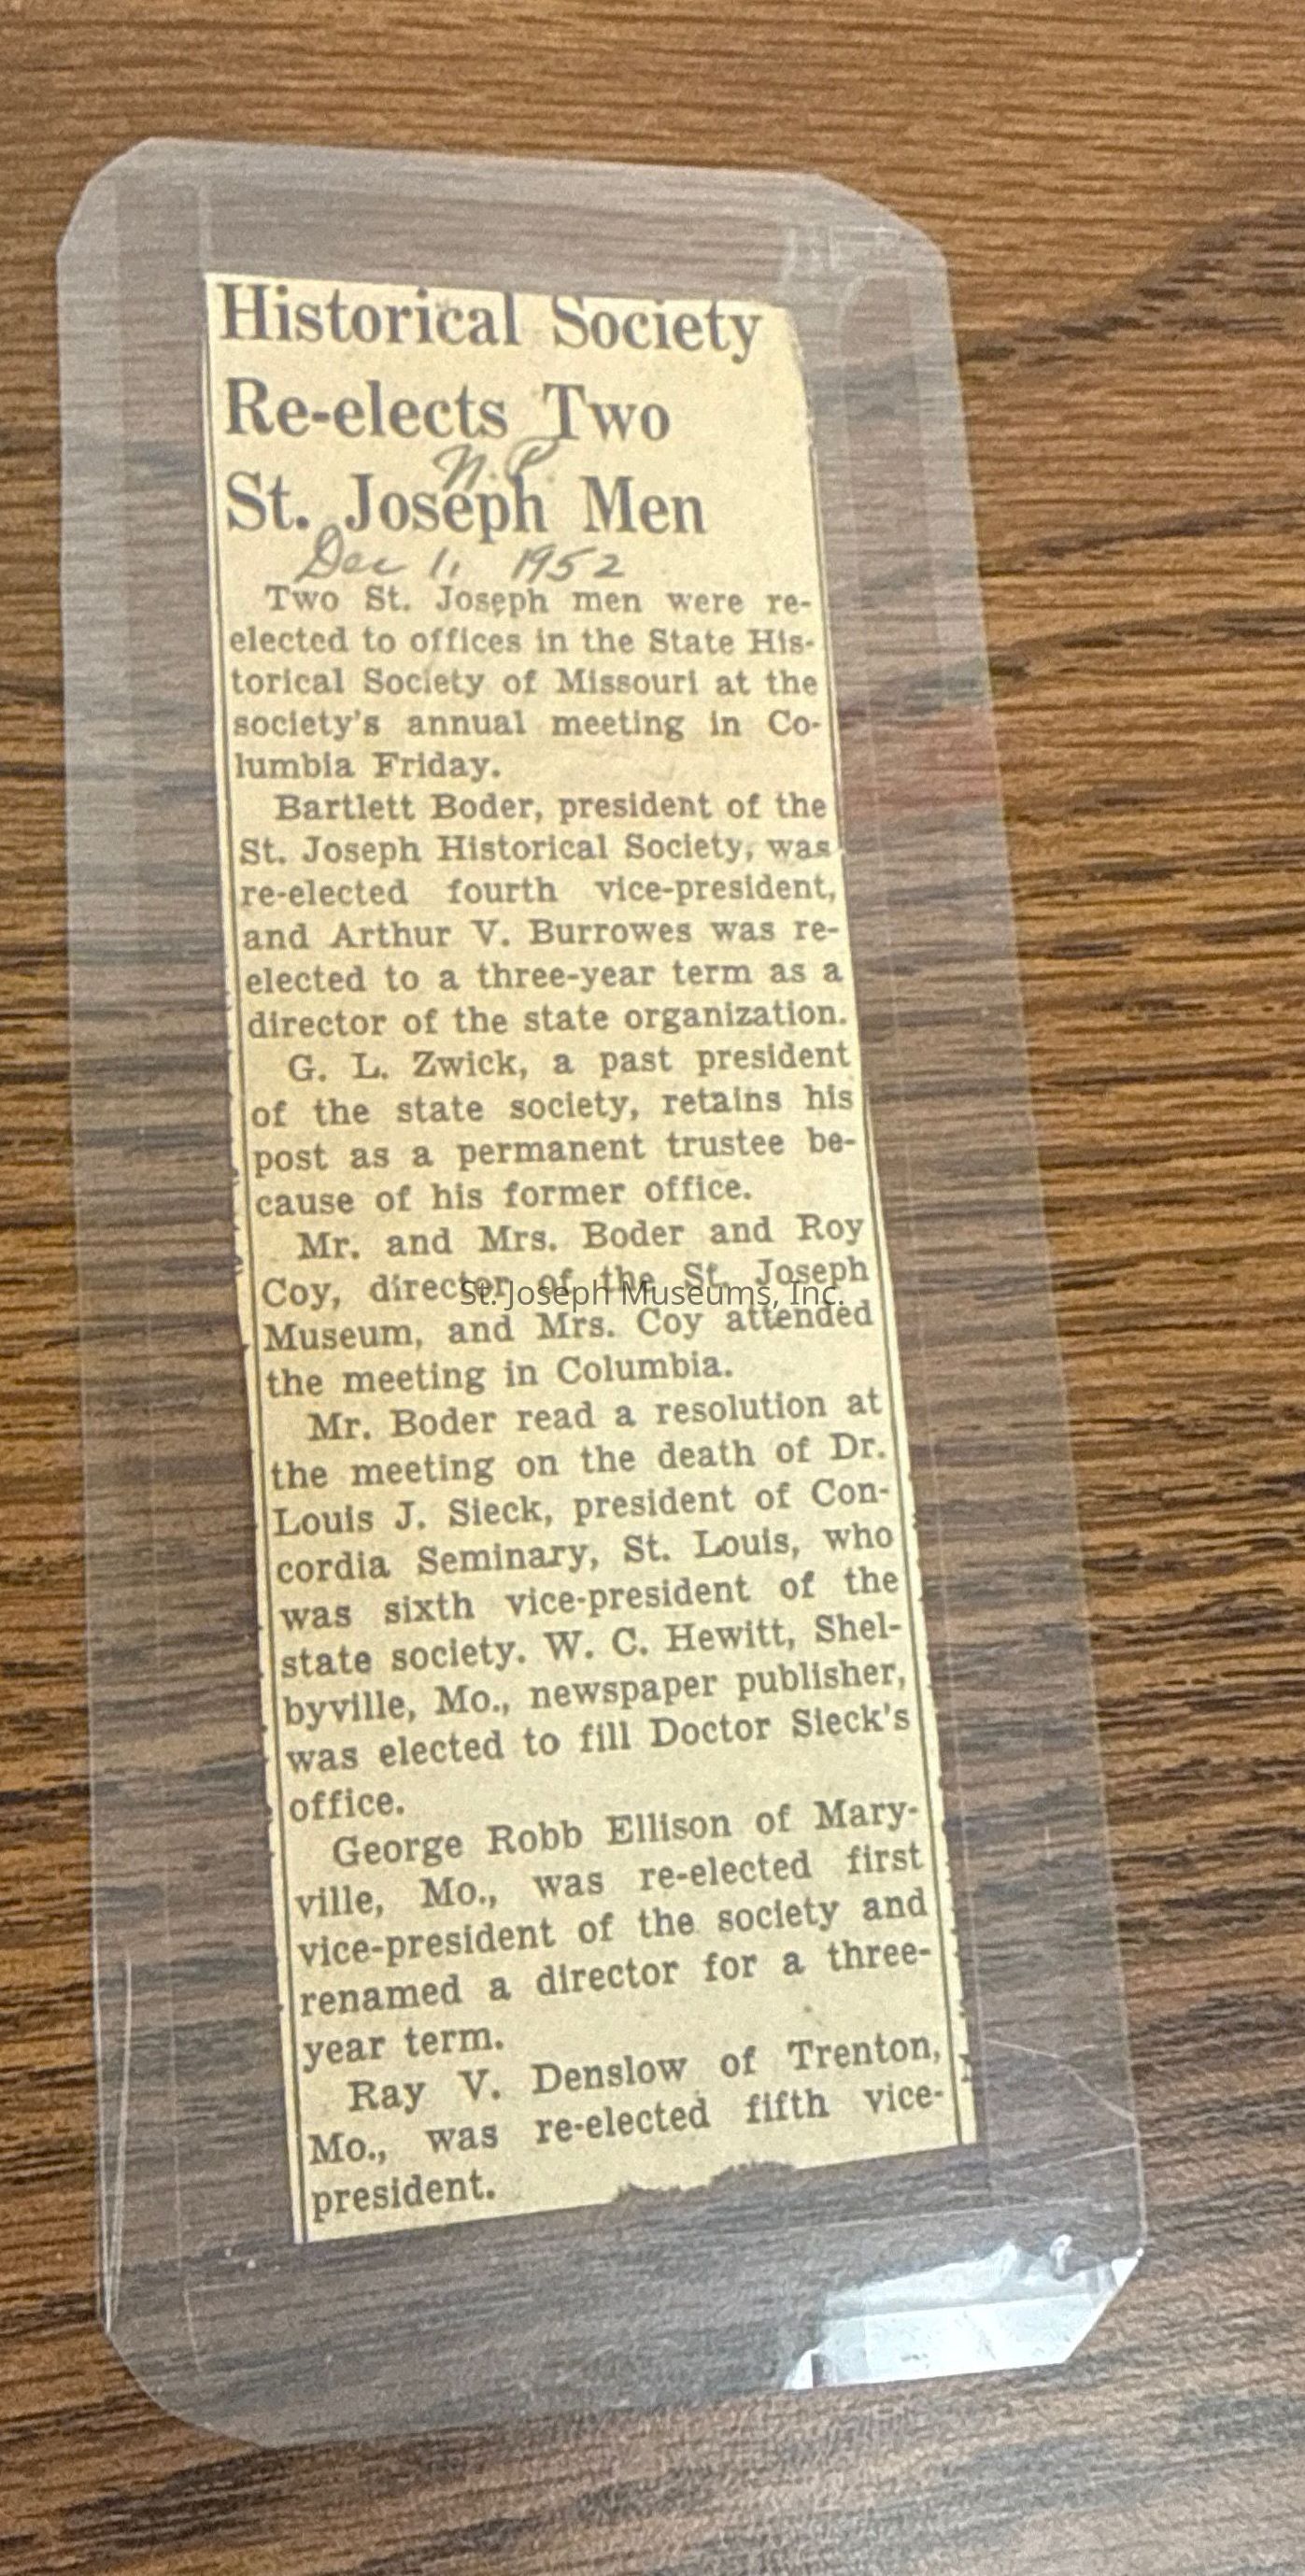 Historical Society
Re-elects Two
N.P.
St. Joseph Men
Dec 1, 1952
Two St. Joseph men were re-
elected to offices in the State His-
torical Society of Missouri at the
society's annual meeting in Co-
lumbia Friday.
Bartlett Boder, president of the
St. Joseph Historical Society, was
re-elected fourth vice-president,
and Arthur V. Burrowes was re-
elected to a three-year term as a
director of the state organization.
G. L. Zwick, a past president
of the state society, retains his
post as a permanent trustee be-
cause of his former office.
Mr. and Mrs. Boder and Roy
Coy, director of the St. Joseph
St. Joseph Museums, Inc.
Museum, and Mrs. Coy attended
the meeting in Columbia.
Mr. Boder read a resolution at
the meeting on the death of Dr.
Louis J. Sieck, president of Con-
cordia Seminary, St. Louis, who
was sixth vice-president of the
state society. W. C. Hewitt, Shel-
byville, Mo., newspaper publisher,
was elected to fill Doctor Sieck's
office.
George Robb Ellison of Mary-
ville, Mo., was re-elected first
vice-president of the society and
renamed a director for a three-
year term.
Ray V. Denslow of Trenton,
Mo., was re-elected fifth vice-
president.